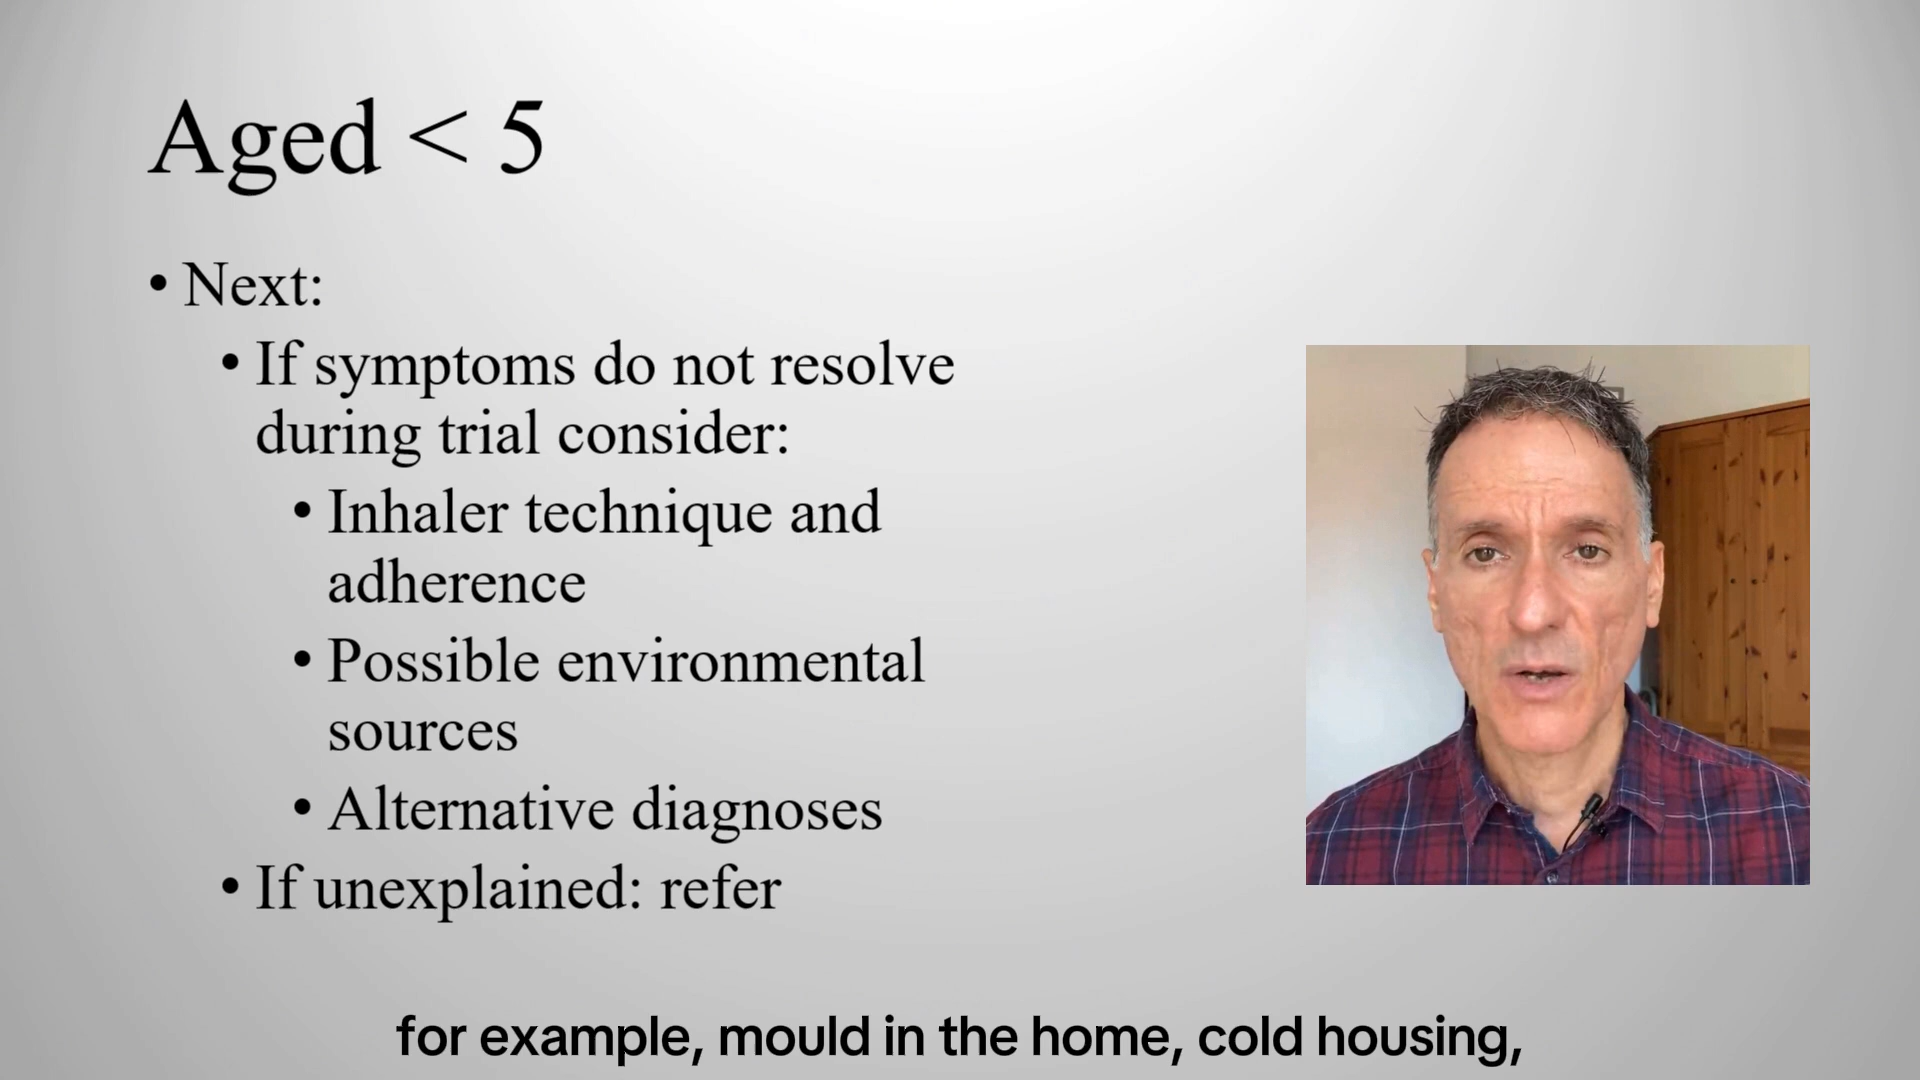 Aged < 5
• Next:
• If symptoms do not resolve
during trial consider:
• Inhaler technique and
adherence
• Possible environmental
sources
• Alternative diagnoses
• If unexplained: refer
for example, mould in the home, cold housing,